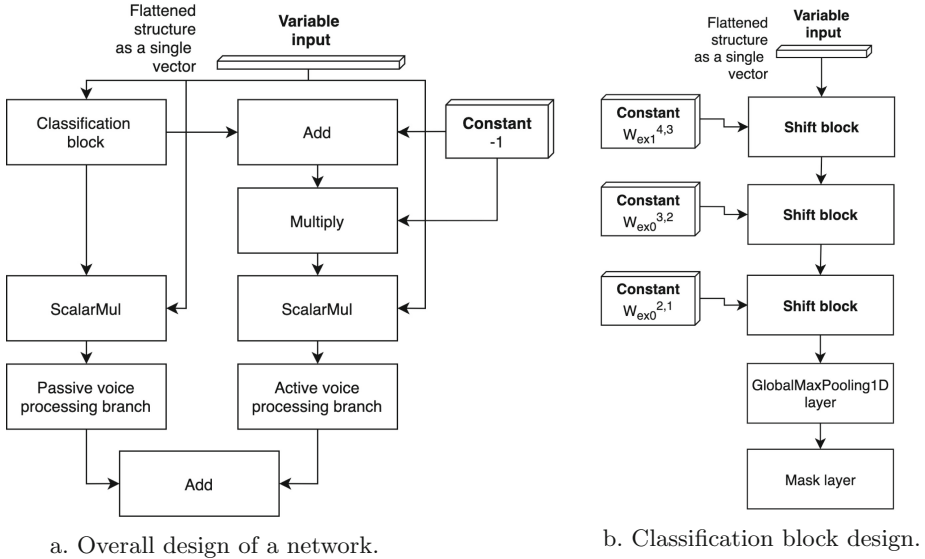 Flattened
structure
as a single
vector
Variable
input
Classification
block
Add
Constant
-1
Multiply
ScalarMul
ScalarMul
Passive voice
processing branch
Active voice
processing branch
Add
a. Overall design of a network.
Flattened
structure
as a single
vector
Variable
input
Constant
W_ex1^4,3
Shift block
Constant
W_ex0^3,2
Shift block
Constant
W_ex0^2,1
Shift block
GlobalMaxPooling1D
layer
Mask layer
b. Classification block design.